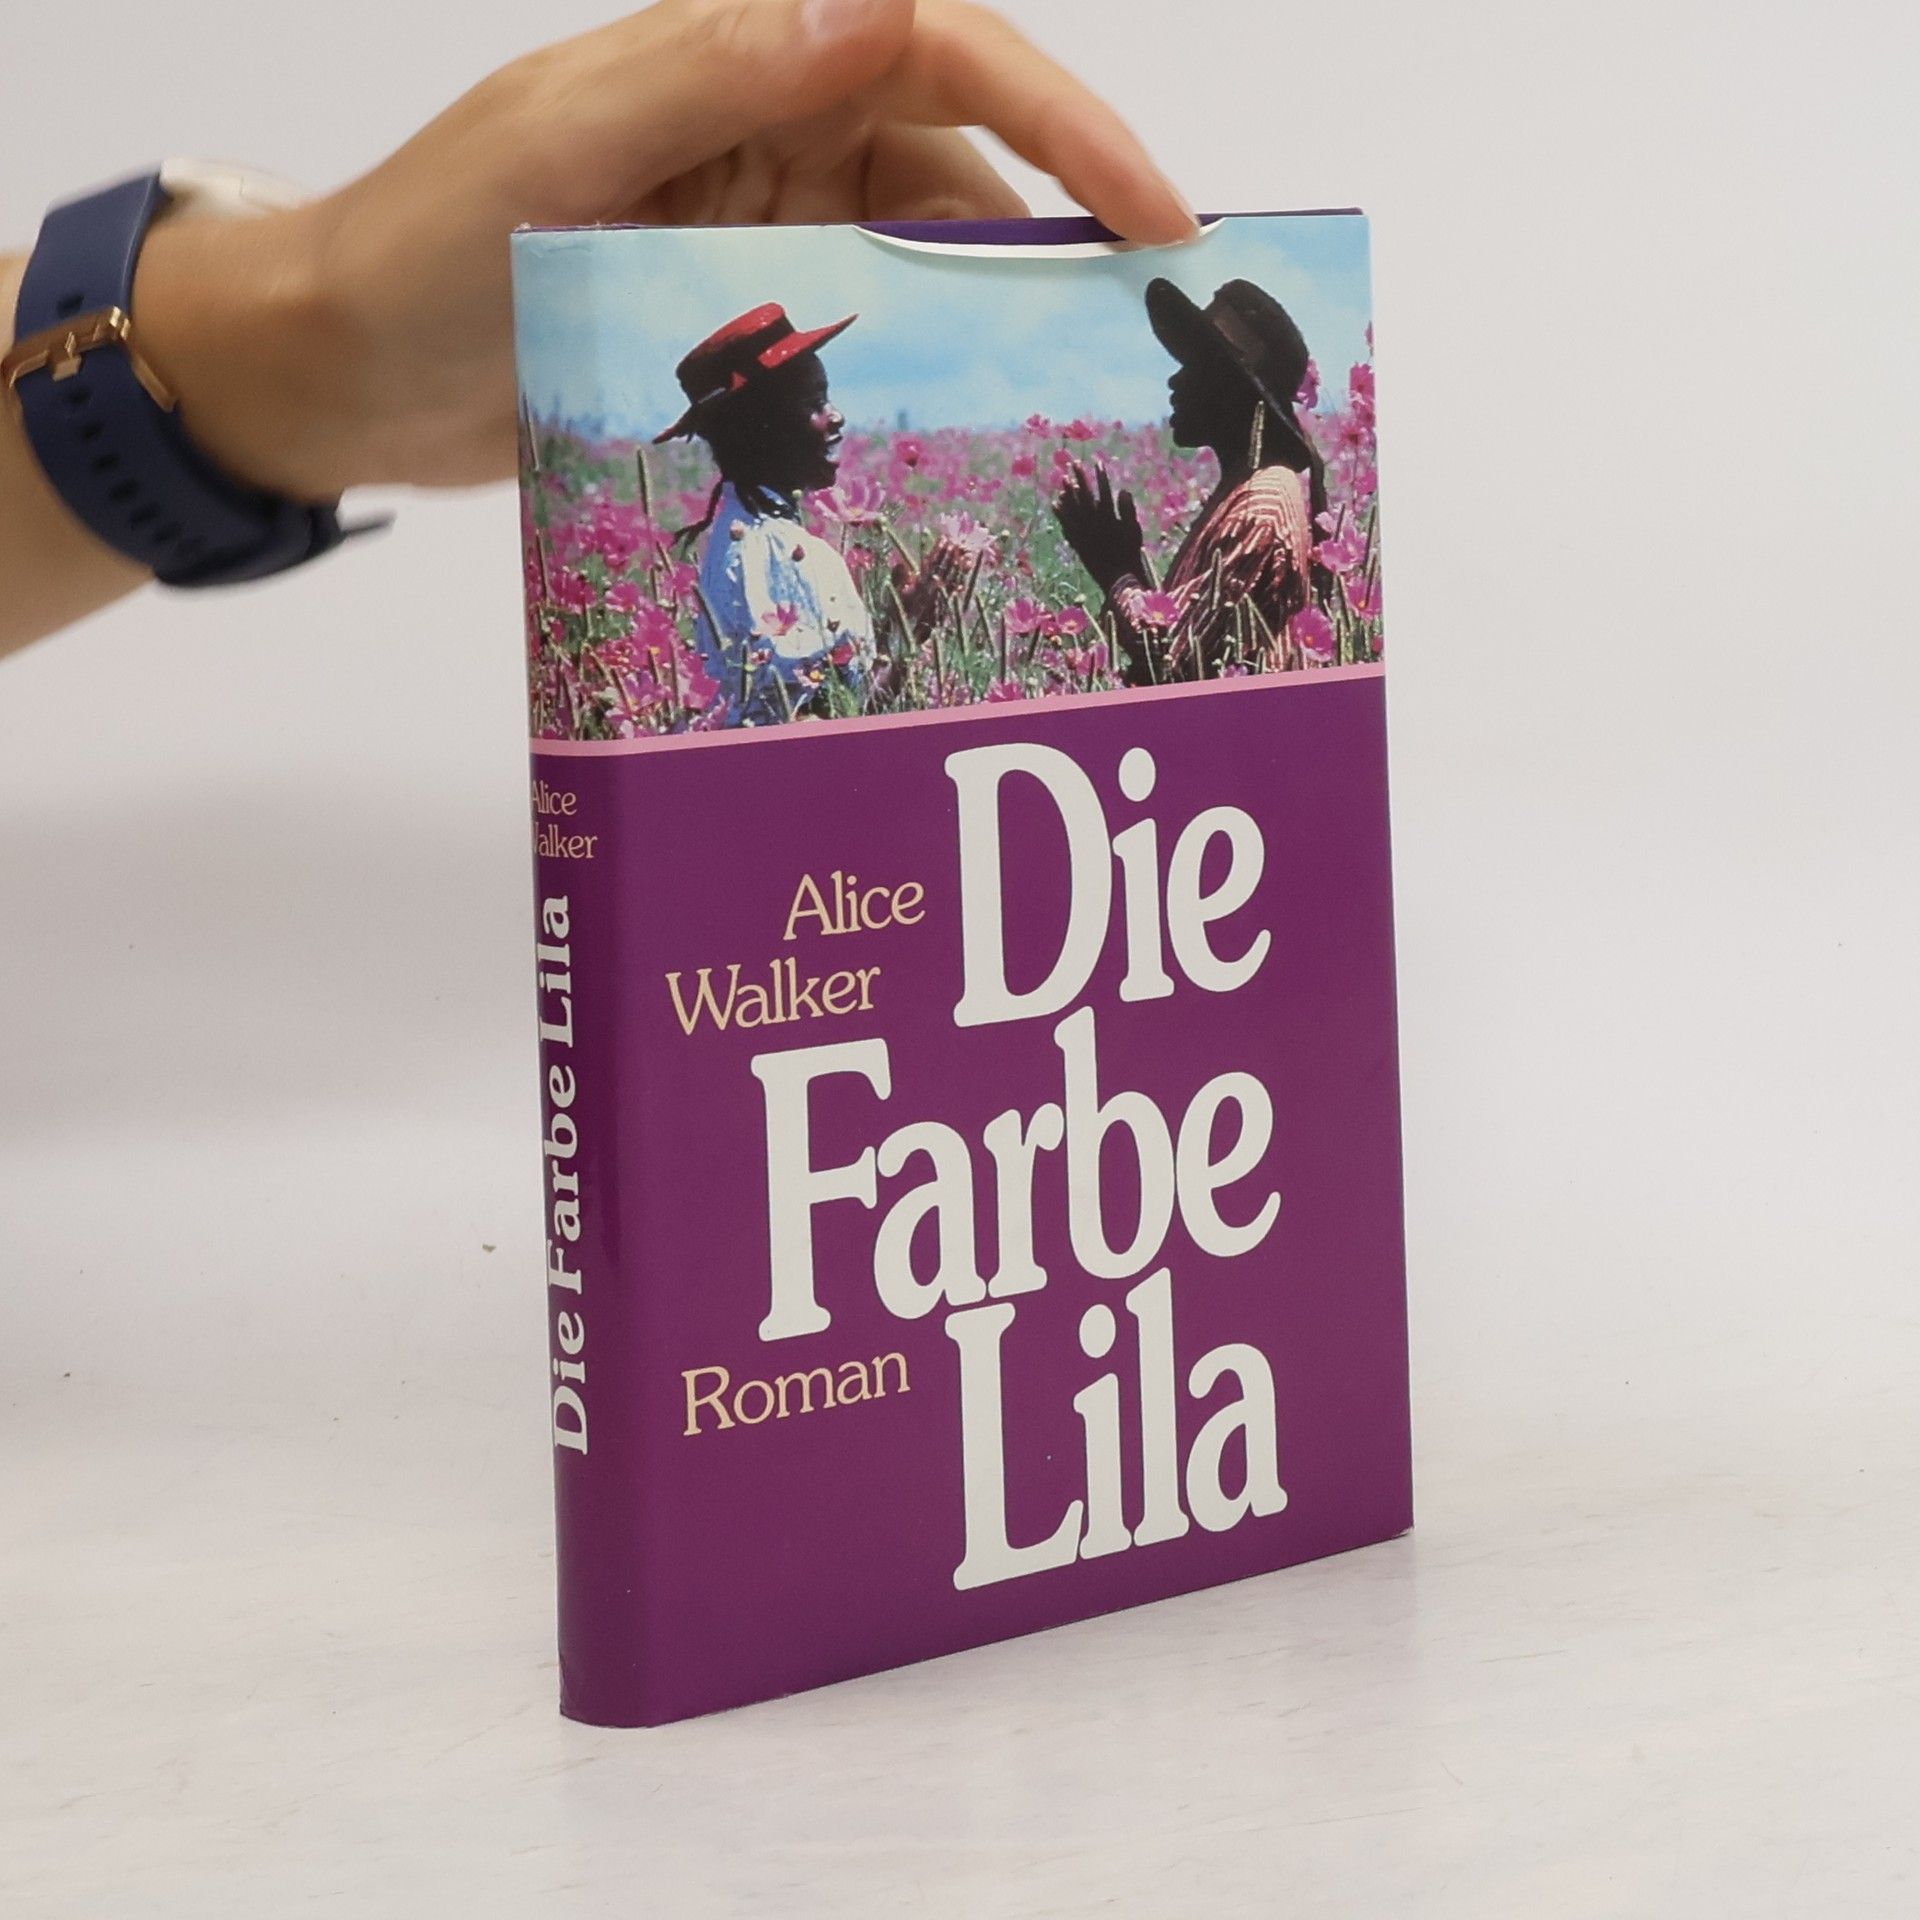 Alice
Walker
Die Farbe Lila
Alice
Walker
Die
Farbe
Roman
Lila